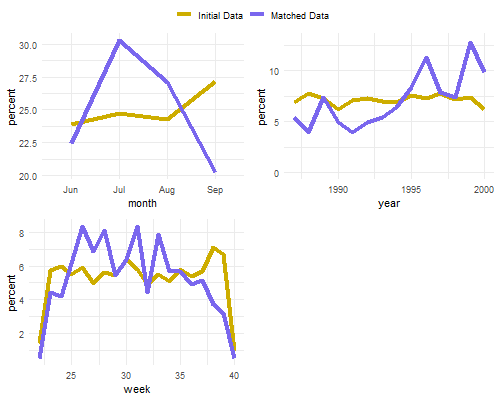 Initial Data Matched Data
30.0
27.5
25.0
22.5
20.0
percent
Jun Jul Aug Sep
month
10
5
0
percent
1990 1995 2000
year
8
6
4
2
percent
25 30 35 40
week